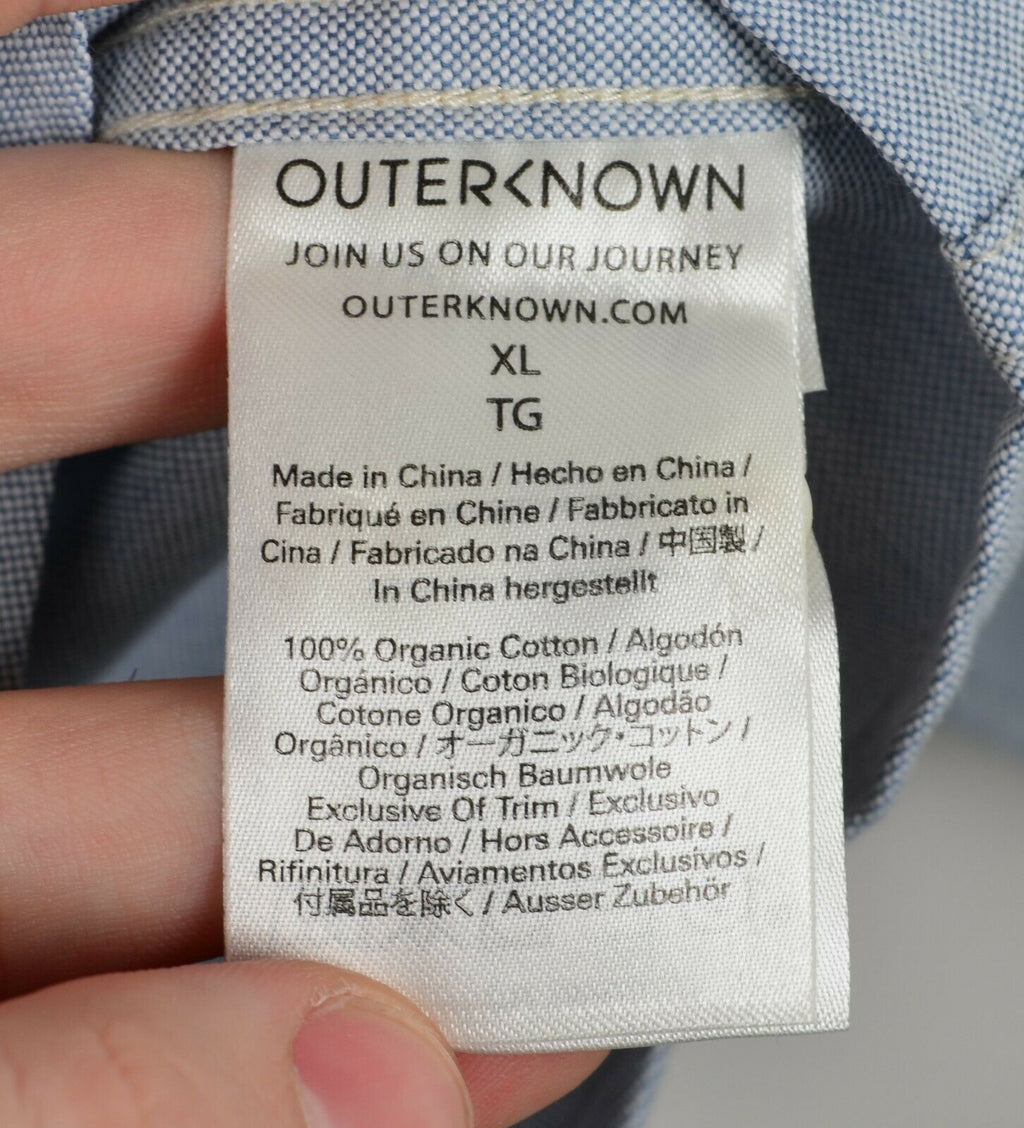 OUTERKNOWN
JOIN US ON OUR JOURNEY
OUTERKNOWN.COM
XL
TG
Made in China / Hecho en China /
Fabriqué en Chine / Fabbricato in
Cina / Fabricado na China / 中国製 /
In China hergestellt
100% Organic Cotton / Algodón
Orgánico / Coton Biologique /
Cotone Organico / Algodão
Orgânico / オーガニック・コットン /
Organisch Baumwole
Exclusive Of Trim / Exclusivo
De Adorno / Hors Accessoire /
Rifinitura / Aviamentos Exclusivos /
付属品を除く / Ausser Zubehör